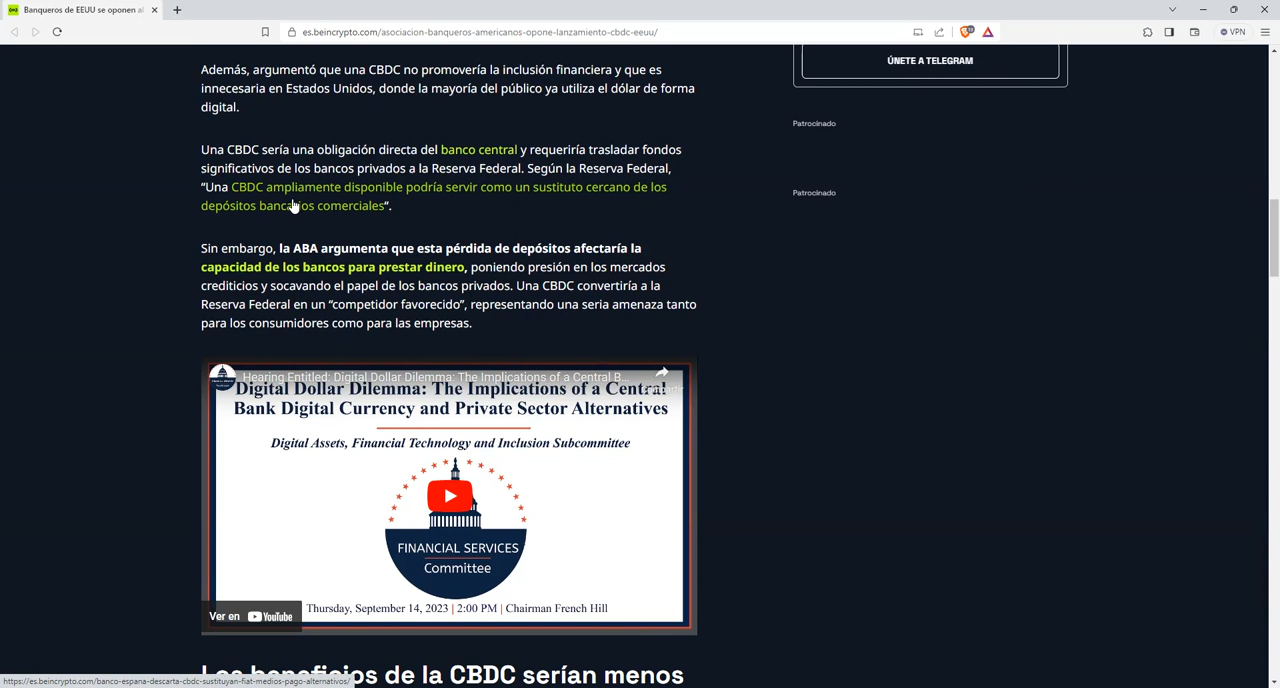 Banqueros de EEUU se oponen al
es.beincrypto.com/asociacion-banqueros-americanos-opone-lanzamiento-cbdc-eeuu/
VPN
Además, argumentó que una CBDC no promovería la inclusión financiera y que es
innecesaria en Estados Unidos, donde la mayoría del público ya utiliza el dólar de forma
digital.
Una CBDC sería una obligación directa del banco central y requeriría trasladar fondos
significativos de los bancos privados a la Reserva Federal. Según la Reserva Federal,
“Una CBDC ampliamente disponible podría servir como un sustituto cercano de los
depósitos bancarios comerciales”.
Sin embargo, la ABA argumenta que esta pérdida de depósitos afectaría la
capacidad de los bancos para prestar dinero, poniendo presión en los mercados
crediticios y socavando el papel de los bancos privados. Una CBDC convertiría a la
Reserva Federal en un “competidor favorecido”, representando una seria amenaza tanto
para los consumidores como para las empresas.
Hearing Entitled: Digital Dollar Dilemma: The Implications of a Central B...
Digital Dollar Dilemma: The Implications of a Central
Bank Digital Currency and Private Sector Alternatives
Digital Assets, Financial Technology and Inclusion Subcommittee
FINANCIAL SERVICES
Committee
Thursday, September 14, 2023 | 2:00 PM | Chairman French Hill
Ver en YouTube
Los beneficios de la CBDC serían menos
ÚNETE A TELEGRAM
Patrocinado
Patrocinado
https://es.beincrypto.com/banco-espana-descarta-cbdc-sustituyan-fiat-medios-pago-alternativos/